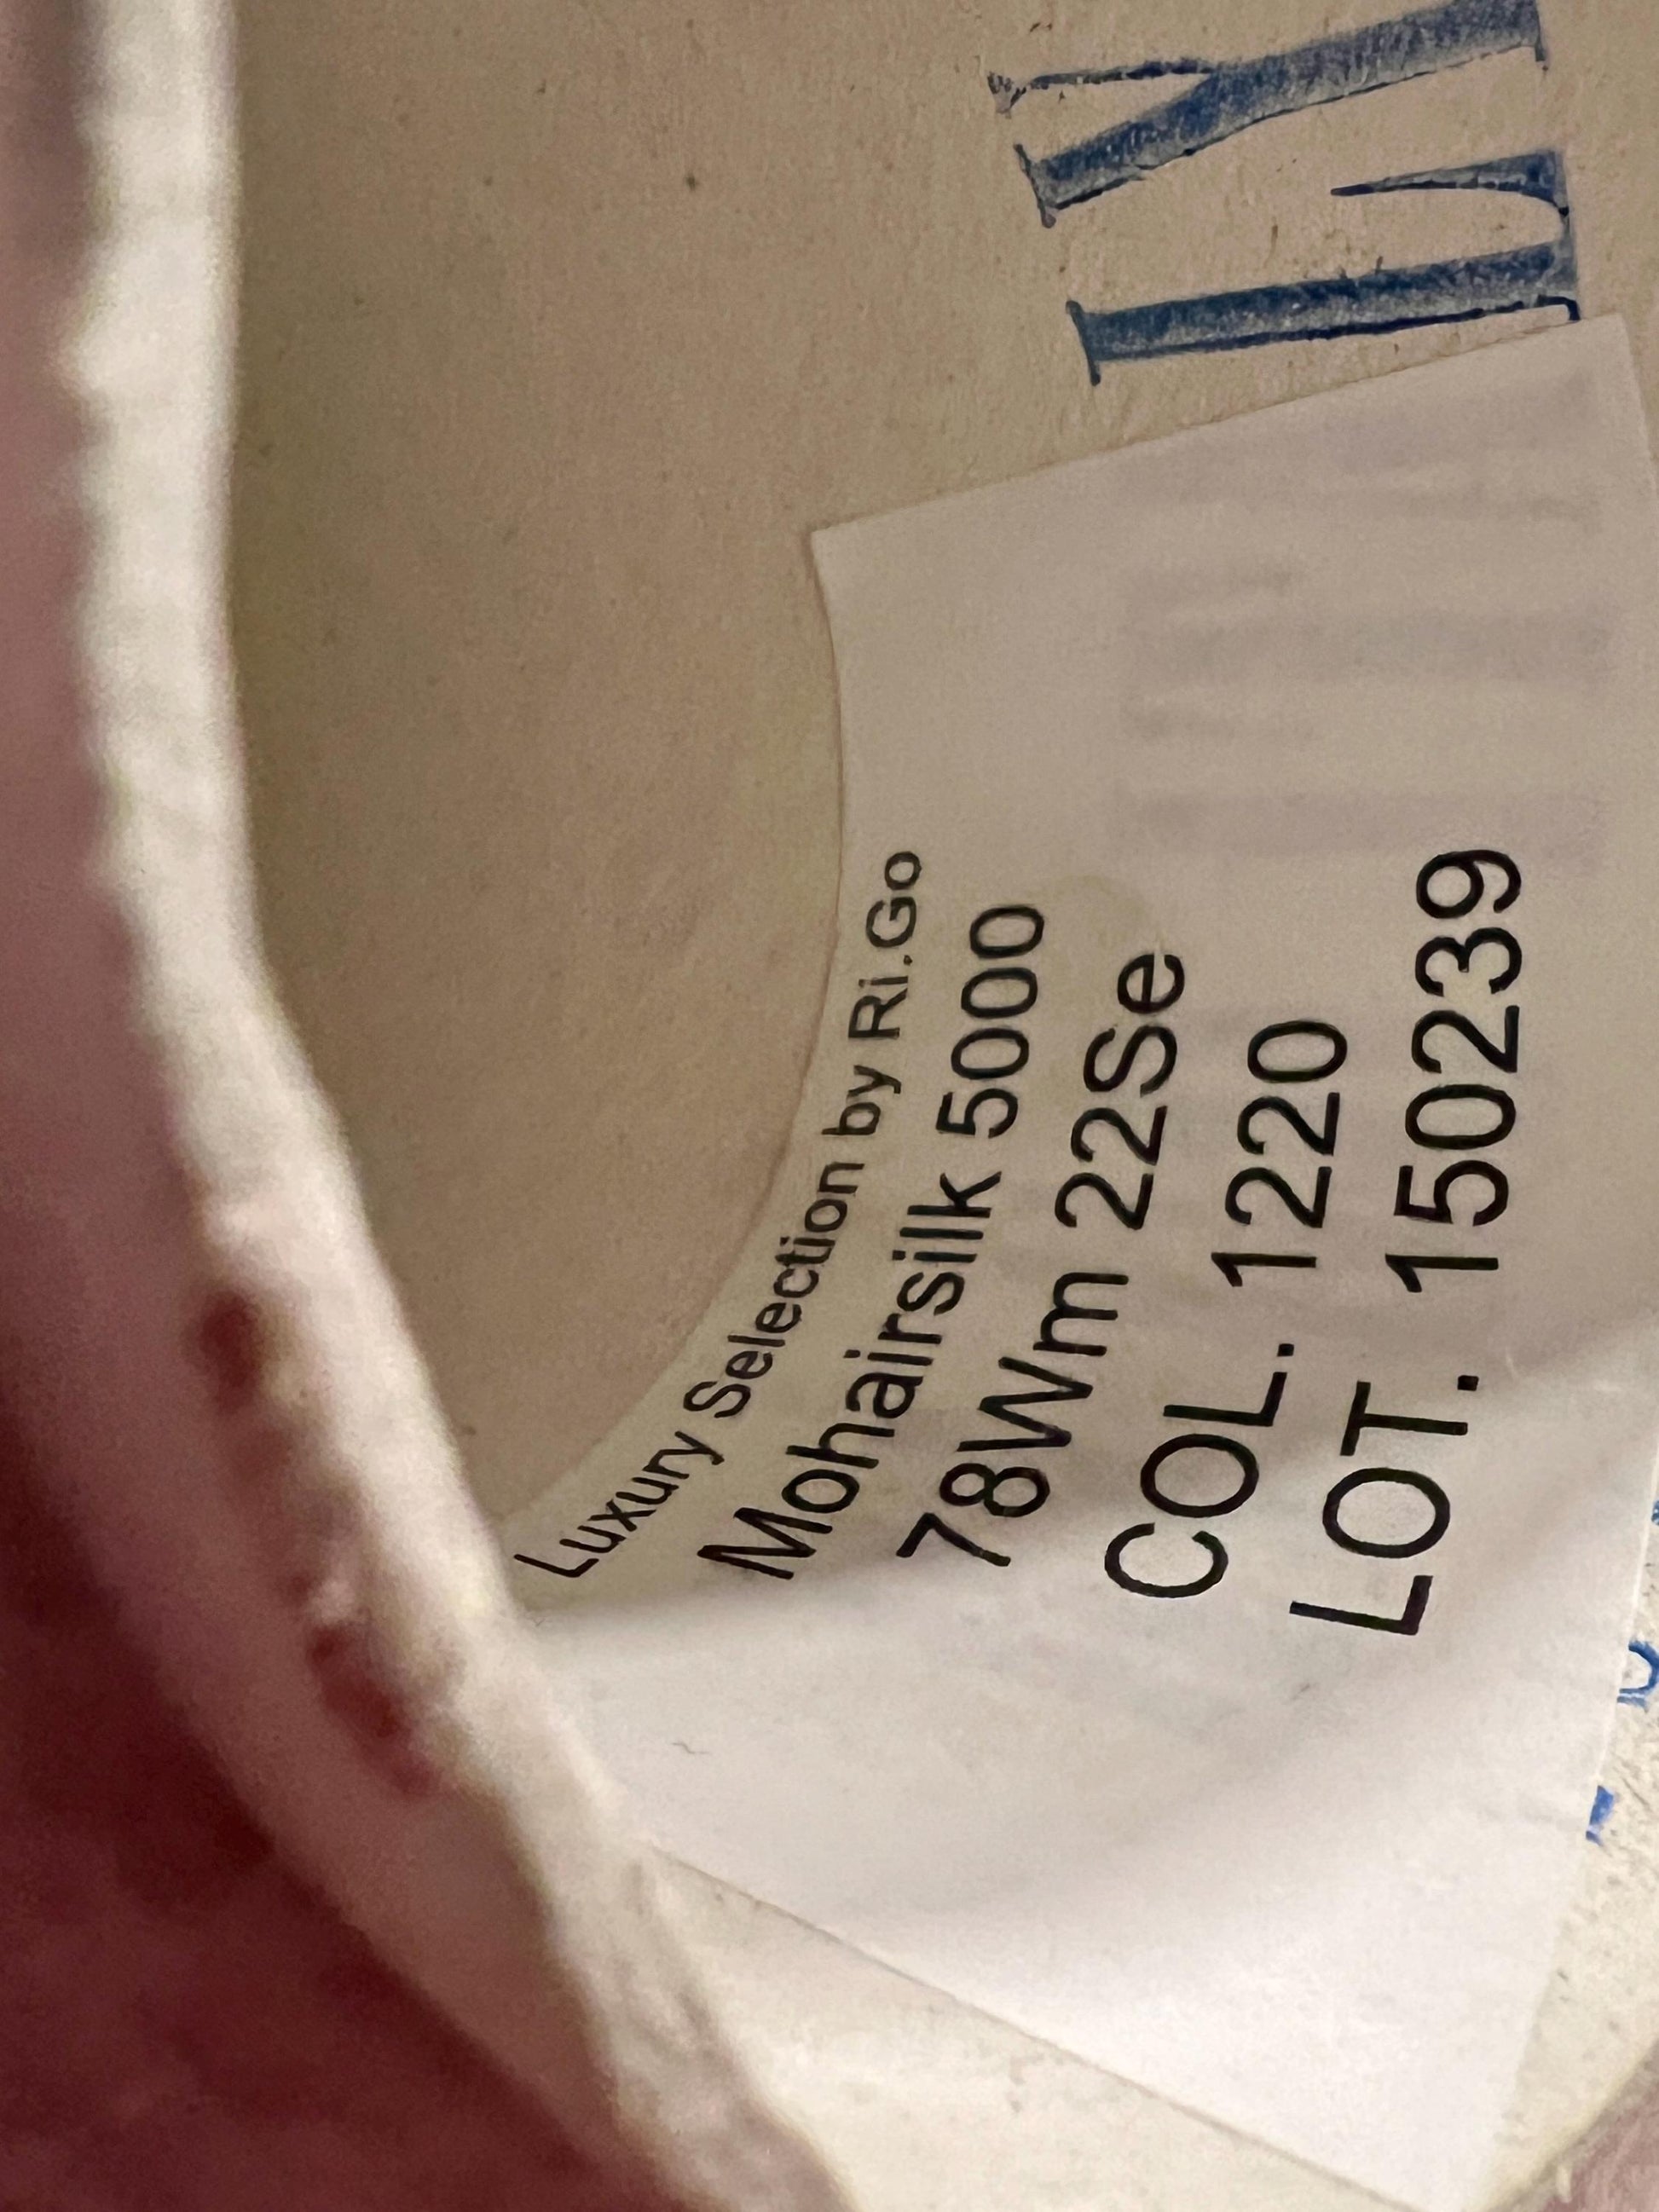 Luxury Selection by Ri.Go
Mohairsilk 5000
78Wm 22Se
COL. 1220
LOT. 150239